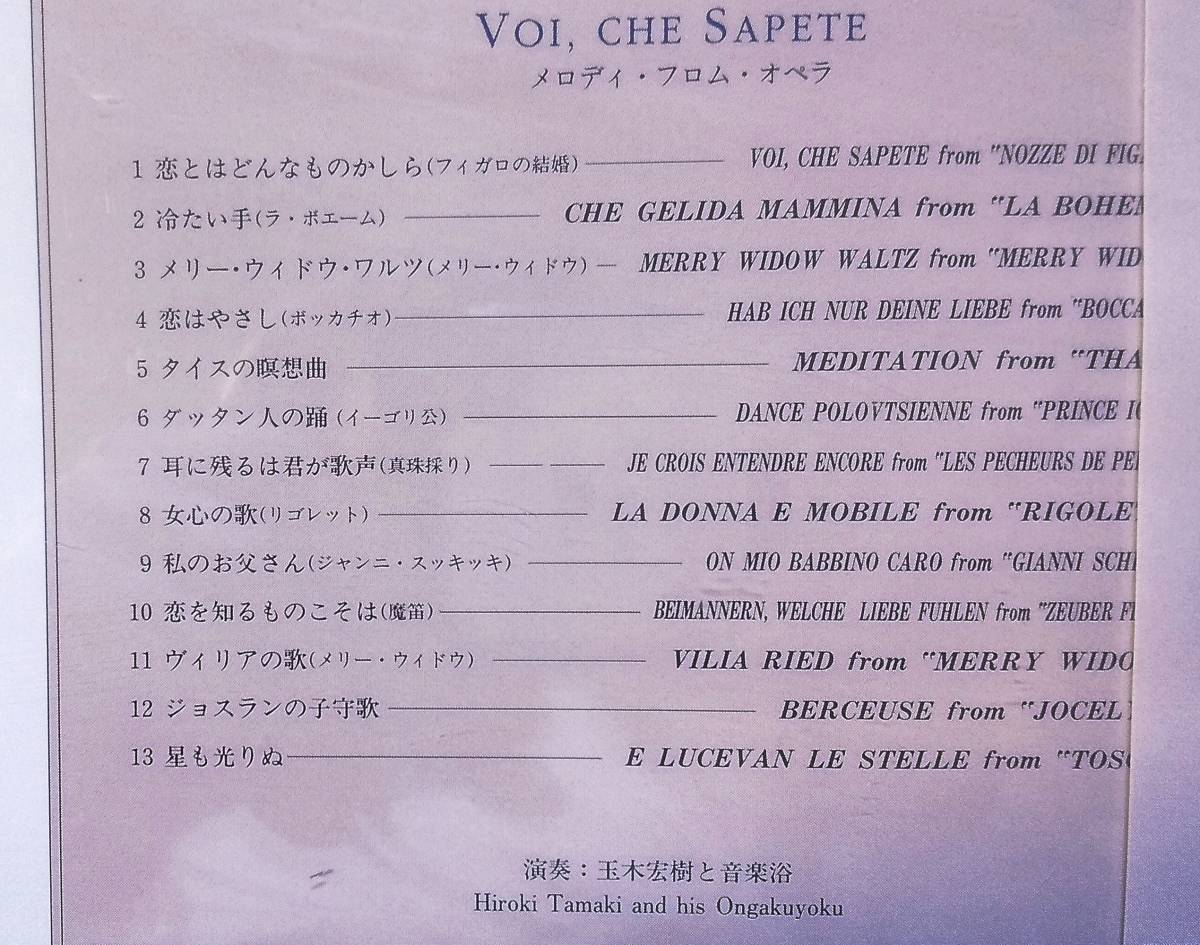 VOI, CHE SAPETE
メロディ・フロム・オペラ
1 恋とはどんなものかしら(フィガロの結婚) VOI, CHE SAPETE from "NOZZE DI FIG
2 冷たい手(ラ・ボエーム) CHE GELIDA MAMMINA from "LA BOHEM
3 メリー・ウィドウ・ワルツ(メリー・ウィドウ) MERRY WIDOW WALTZ from "MERRY WID
4 恋はやさし(ボッカチオ) HAB ICH NUR DEINE LIEBE from "BOCCA
5 タイスの瞑想曲 MEDITATION from "THA
6 ダッタン人の踊(イーゴリ公) DANCE POLOVTSIENNE from "PRINCE I
7 耳に残るは君が歌声(真珠採り) JE CROIS ENTENDRE ENCORE from "LES PECHEURS DE PE
8 女心の歌(リゴレット) LA DONNA E MOBILE from "RIGOLE
9 私のお父さん(ジャンニ・スッキッキ) ON MIO BABBINO CARO from "GIANNI SCH
10 恋を知るものこそは(魔笛) BEIMANNERN, WELCHE LIEBE FUHLEN from "ZEUBER F
11 ヴィリアの歌(メリー・ウィドウ) VILIA RIED from "MERRY WIDO
12 ジョスランの子守歌 BERCEUSE from "JOCEL
13 星も光りぬ E LUCEVAN LE STELLE from "TOS
演奏：玉木宏樹と音楽浴
Hiroki Tamaki and his Ongakuyoku